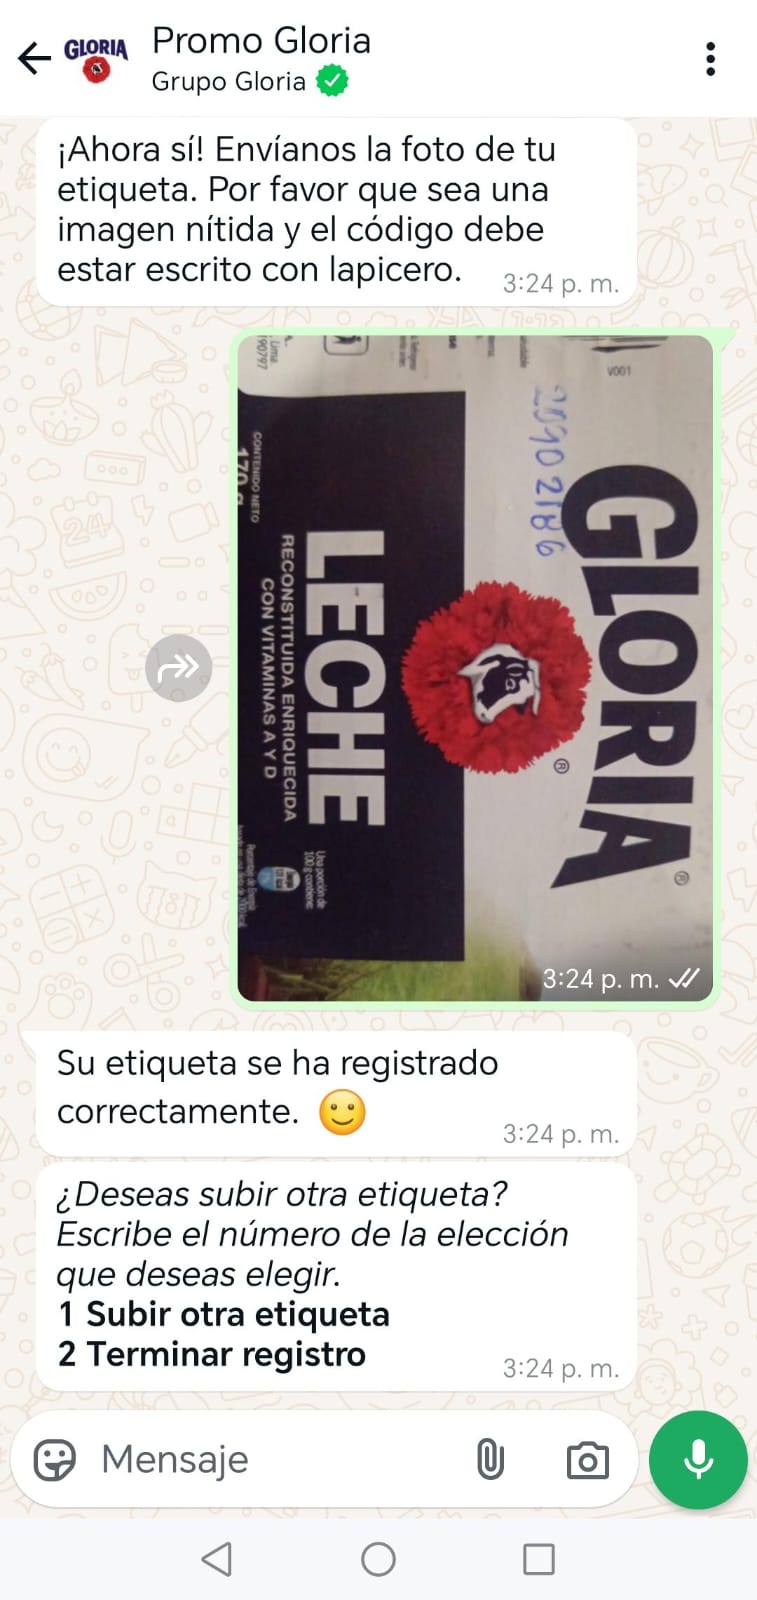 GLORIA
Promo Gloria
Grupo Gloria
¡Ahora sí! Envíanos la foto de tu
etiqueta. Por favor que sea una
imagen nítida y el código debe
estar escrito con lapicero.
3:24 p. m.
V001
20902186
GLORIA
®
®
LECHE
RECONSTITUIDA ENRIQUECIDA
CON VITAMINAS A Y D
CONTENIDO NETO
170 g
Lima
190797
Una porción de
100 g contiene:
3:24 p. m.
Su etiqueta se ha registrado
correctamente. 🙂
3:24 p. m.
¿Deseas subir otra etiqueta?
Escribe el número de la elección
que deseas elegir.
1 Subir otra etiqueta
2 Terminar registro
3:24 p. m.
Mensaje